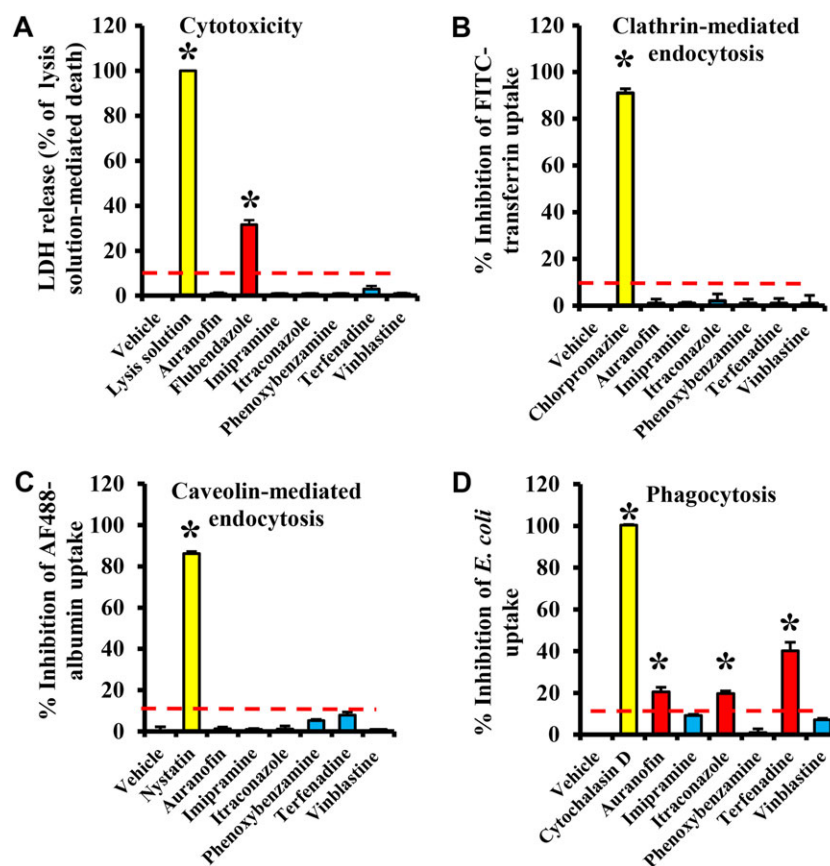 A
Cytotoxicity
LDH release (% of lysis
solution-mediated death)
120
100
80
60
40
20
0
*
*
Vehicle
Lysis solution
Auranofin
Flubendazole
Imipramine
Itraconazole
Phenoxybenzamine
Terfenadine
Vinblastine
B
Clathrin-mediated
endocytosis
% Inhibition of FITC-
transferrin uptake
120
100
80
60
40
20
0
*
Vehicle
Chlorpromazine
Auranofin
Imipramine
Itraconazole
Phenoxybenzamine
Terfenadine
Vinblastine
C
Caveolin-mediated
endocytosis
% Inhibition of AF488-
albumin uptake
120
100
80
60
40
20
0
*
Vehicle
Nystatin
Auranofin
Imipramine
Itraconazole
Phenoxybenzamine
Terfenadine
Vinblastine
D
Phagocytosis
% Inhibition of E. coli
uptake
120
100
80
60
40
20
0
*
*
*
*
Vehicle
Cytochalasin D
Auranofin
Imipramine
Itraconazole
Phenoxybenzamine
Terfenadine
Vinblastine